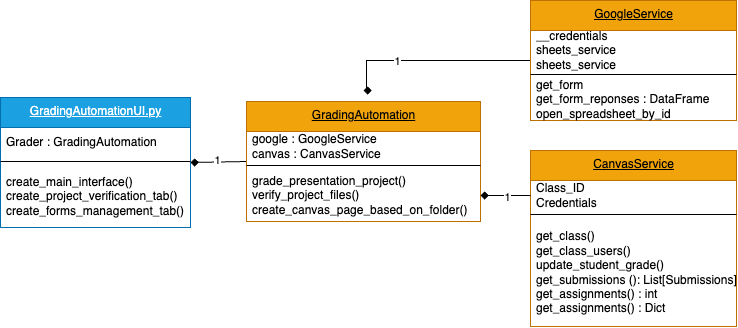 GoogleService
__credentials
sheets_service
sheets_service
get_form
get_form_reponses : DataFrame
open_spreadsheet_by_id
1
GradingAutomationUI.py
Grader : GradingAutomation
create_main_interface()
create_project_verification_tab()
create_forms_management_tab()
1
GradingAutomation
google : GoogleService
canvas : CanvasService
grade_presentation_project()
verify_project_files()
create_canvas_page_based_on_folder()
1
CanvasService
Class_ID
Credentials
get_class()
get_class_users()
update_student_grade()
get_submissions (): List[Submissions]
get_assignments() : int
get_assignments() : Dict